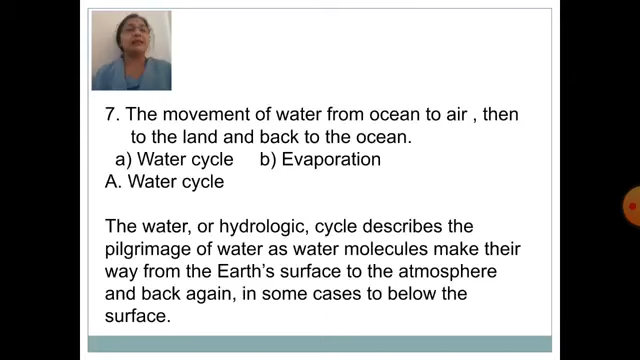 7. The movement of water from ocean to air , then
to the land and back to the ocean.
a) Water cycle b) Evaporation
A. Water cycle
The water, or hydrologic, cycle describes the
pilgrimage of water as water molecules make their
way from the Earth's surface to the atmosphere
and back again, in some cases to below the
surface.